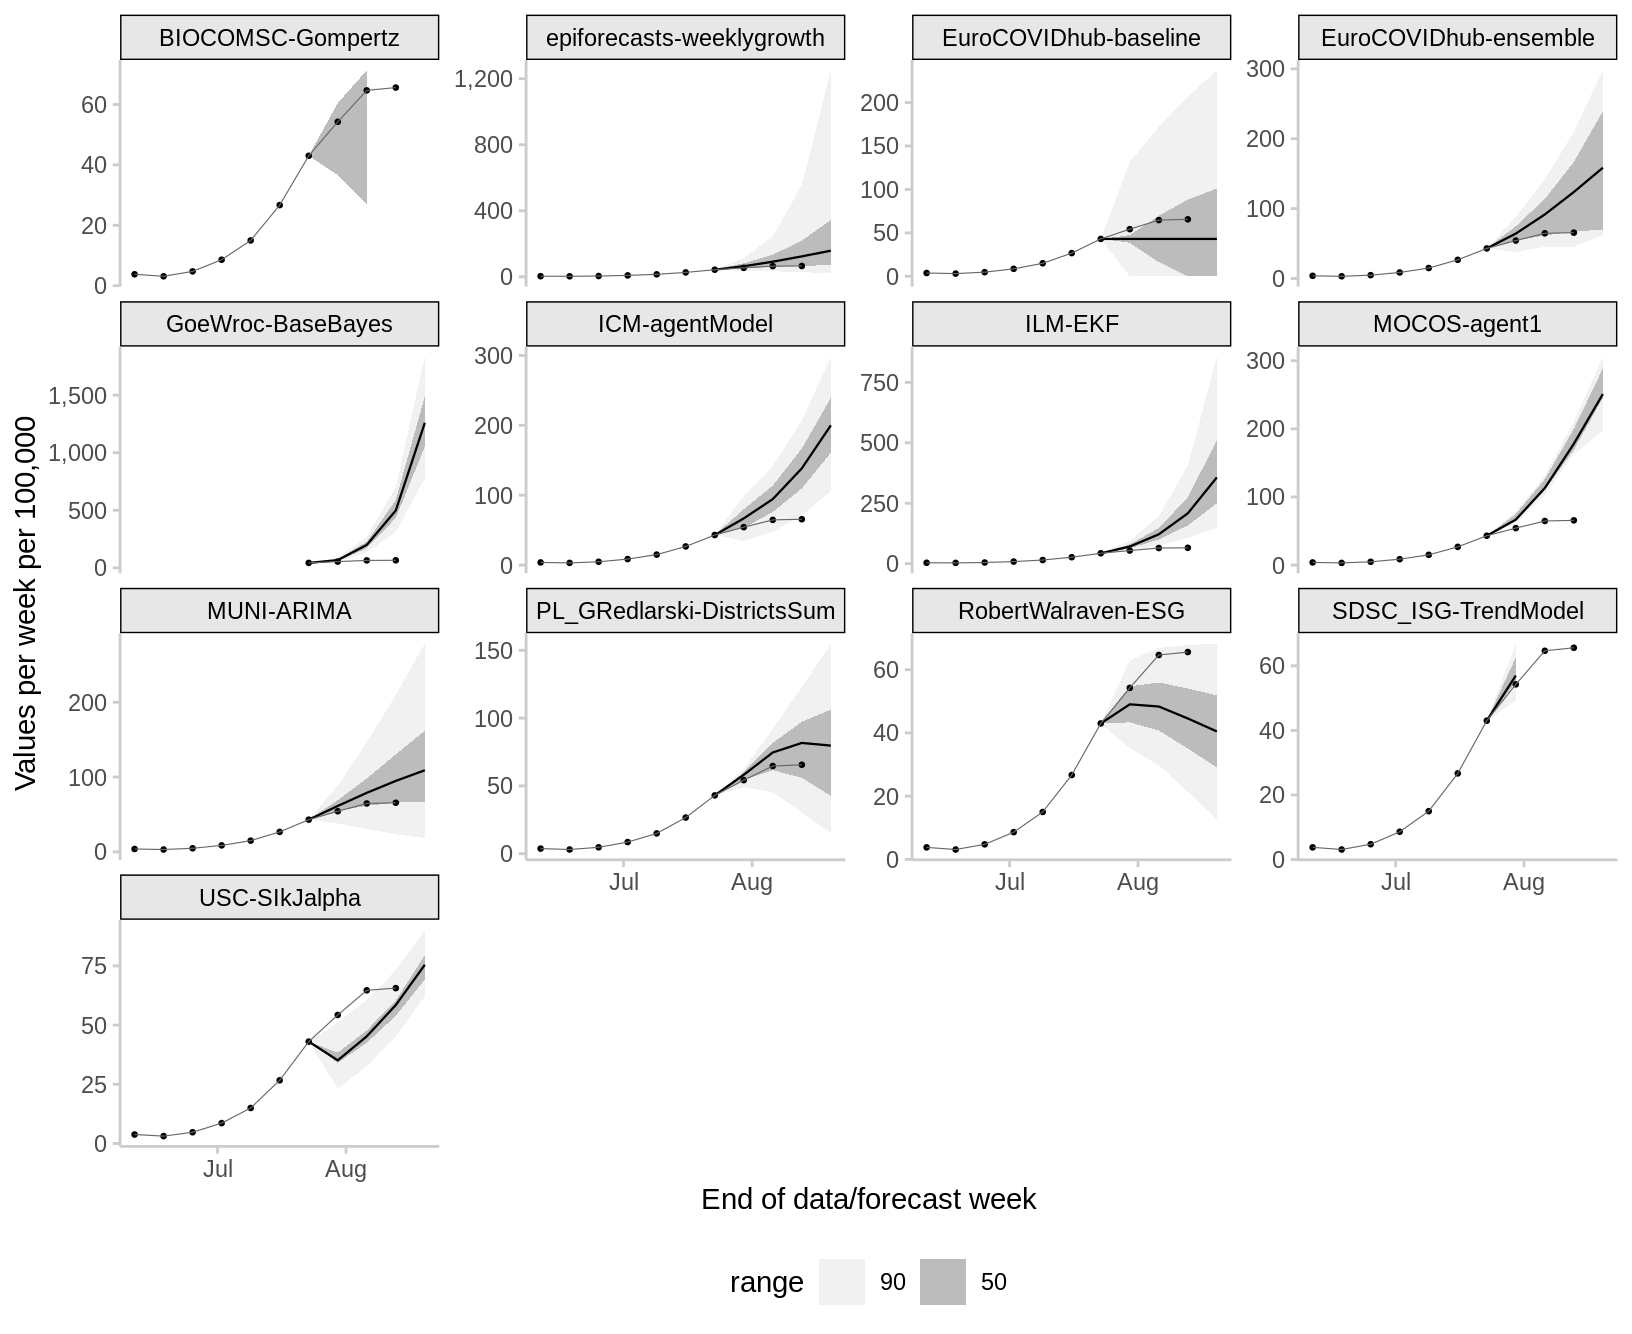 BIOCOMSC-Gompertz
epiforecasts-weeklygrowth
EuroCOVIDhub-baseline
EuroCOVIDhub-ensemble
60
40
20
0
1,200
800
400
0
200
150
100
50
0
300
200
100
0
GoeWroc-BaseBayes
ICM-agentModel
ILM-EKF
MOCOS-agent1
1,500
1,000
500
0
300
200
100
0
750
500
250
0
300
200
100
0
Values per week per 100,000
MUNI-ARIMA
PL_GRedlarski-DistrictsSum
RobertWalraven-ESG
SDSC_ISG-TrendModel
200
100
0
150
100
50
0
60
40
20
0
60
40
20
0
Jul Aug
Jul Aug
Jul Aug
USC-SIkJalpha
75
50
25
0
Jul Aug
End of data/forecast week
range 90 50